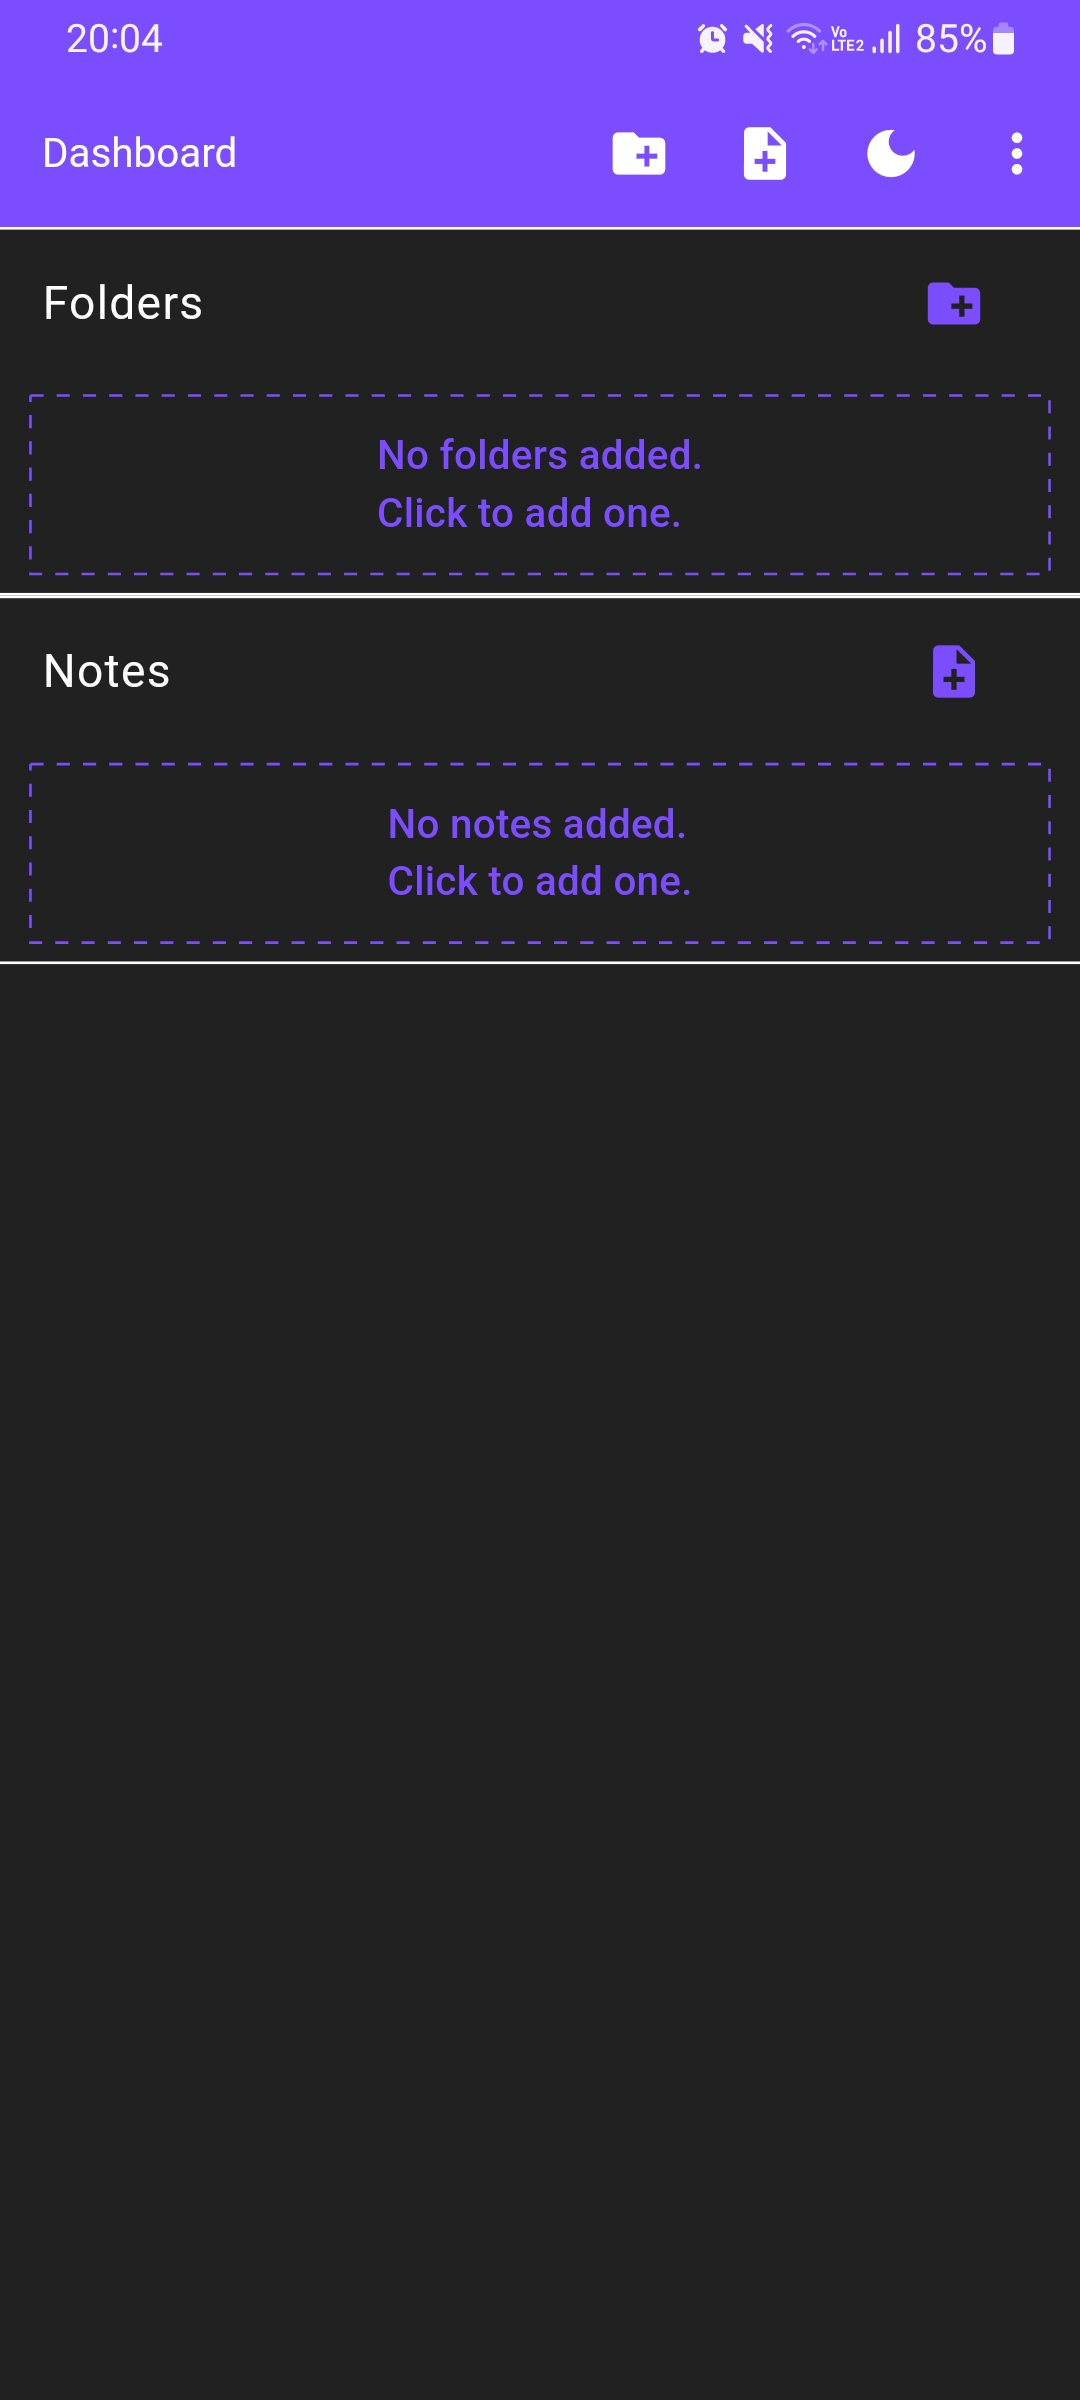 20:04 Vo LTE2 85%
Dashboard
Folders
No folders added.
Click to add one.
Notes
No notes added.
Click to add one.